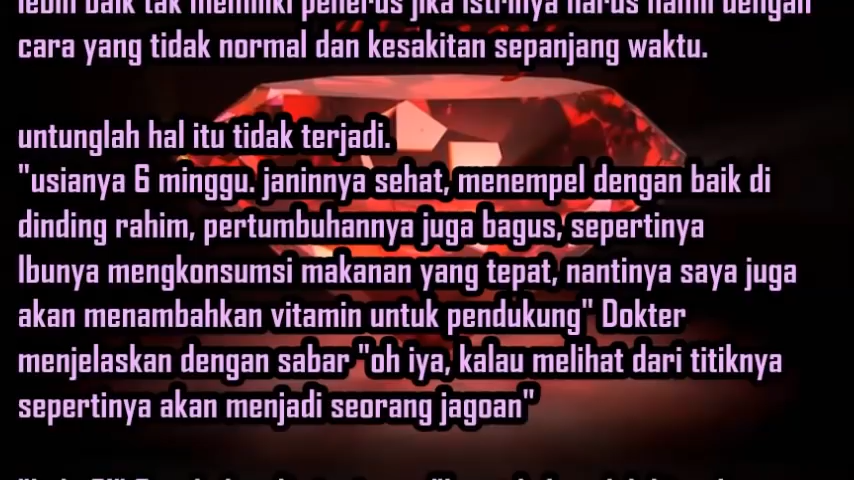 lebih baik tak memiliki penerus jika istrinya harus hamil dengan
cara yang tidak normal dan kesakitan sepanjang waktu.
untunglah hal itu tidak terjadi.
"usianya 6 minggu. janinnya sehat, menempel dengan baik di
dinding rahim, pertumbuhannya juga bagus, sepertinya
Ibunya mengkonsumsi makanan yang tepat, nantinya saya juga
akan menambahkan vitamin untuk pendukung" Dokter
menjelaskan dengan sabar "oh iya, kalau melihat dari titiknya
sepertinya akan menjadi seorang jagoan"